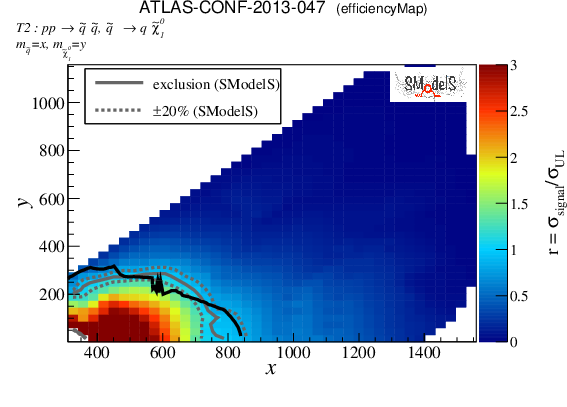 ATLAS-CONF-2013-047 (efficiencyMap)
T2 : pp → q̃ q̃, q̃ → q χ̃₁⁰
m_q̃=x, m_χ̃₁⁰=y
exclusion (SModelS)
±20% (SModelS)
SModelS
1000
800
600
400
200
y
400 600 800 1000 1200 1400
x
3
2.5
2
1.5
1
0.5
0
r = σ_signal/σ_UL